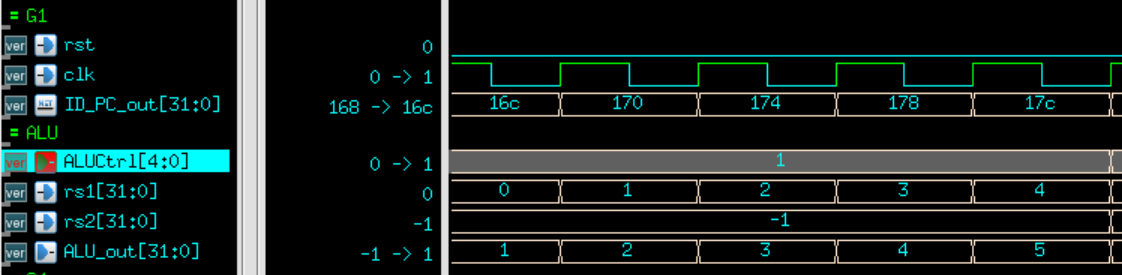 = G1
ver rst 0
ver clk 0 -> 1
ver ID_PC_out[31:0] 168 -> 16c 16c 170 174 178 17c
= ALU
ver ALUCtrl[4:0] 0 -> 1 1
ver rs1[31:0] 0 0 1 2 3 4
ver rs2[31:0] -1 -1
ver ALU_out[31:0] -1 -> 1 1 2 3 4 5